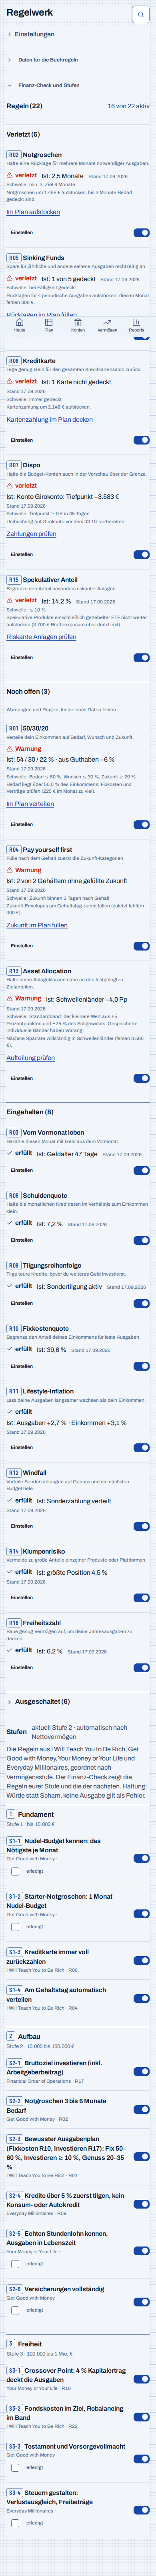 Regelwerk
Einstellungen
Daten für die Buchregeln
Finanz-Check und Stufen
Regeln (22)
16 von 22 aktiv
Verletzt (5)
R02 Notgroschen
Halte eine Rücklage für mehrere Monate notwendiger Ausgaben.
verletzt Ist: 2,5 Monate Stand 17.09.2026
Schwelle: min. 3, Ziel 6 Monate
Notgroschen um 1.455 € aufstocken, bis 3 Monate Bedarf
gedeckt sind.
Im Plan aufstocken
Einstellen
R05 Sinking Funds
Spare für jährliche und andere seltene Ausgaben rechtzeitig an.
verletzt Ist: 1 von 5 gedeckt Stand 17.09.2026
Schwelle: bei Fälligkeit gedeckt
Rücklagen für 4 periodische Ausgaben aufstocken: diesen Monat
fehlen 306 €.
Rücklagen im Plan füllen
Heute
Plan
Konten
Vermögen
Reports
R06 Kreditkarte
Lege genug Geld für den gesamten Kreditkartensaldo zurück.
verletzt Ist: 1 Karte nicht gedeckt
Stand 17.09.2026
Schwelle: immer gedeckt
Kartenzahlung um 2.148 € aufstocken.
Kartenzahlung im Plan decken
Einstellen
R07 Dispo
Halte die Budget-Konten auch in der Vorschau über der Grenze.
verletzt
Ist: Konto Girokonto: Tiefpunkt −3.583 €
Stand 17.09.2026
Schwelle: Tiefpunkt ≥ 0 € in 35 Tagen
Umbuchung auf Girokonto vor dem 03.10. vorbereiten.
Zahlungen prüfen
Einstellen
R15 Spekulativer Anteil
Begrenze den Anteil besonders riskanter Anlagen.
verletzt Ist: 14,2 % Stand 17.09.2026
Schwelle: ≤ 10 %
Spekulative Produkte einschließlich gehebelter ETF nicht weiter
aufstocken (3.700 € Bruttoexposure über dem Limit).
Riskante Anlagen prüfen
Einstellen
Noch offen (3)
Warnungen und Regeln, für die noch Daten fehlen.
R01 50/30/20
Verteile dein Einkommen auf Bedarf, Wunsch und Zukunft.
Warnung
Ist: 54 / 30 / 22 % · aus Guthaben −6 %
Stand 17.09.2026
Schwelle: Bedarf ≤ 50 %, Wunsch ≤ 30 %, Zukunft ≥ 20 %
Bedarf liegt über 50,0 % des Einkommens: Fixkosten und
Verträge prüfen (225 € im Monat zu viel).
Im Plan verteilen
Einstellen
R04 Pay yourself first
Fülle nach dem Gehalt zuerst die Zukunft-Kategorien.
Warnung
Ist: 2 von 2 Gehältern ohne gefüllte Zukunft
Stand 17.09.2026
Schwelle: Zukunft binnen 3 Tagen nach Gehalt
Zukunft-Envelopes am Gehaltstag zuerst füllen (zuletzt fehlten
300 €).
Zukunft im Plan füllen
Einstellen
R13 Asset Allocation
Halte deine Anlageklassen nahe an den festgelegten
Zielanteilen.
Warnung Ist: Schwellenländer −4,0 Pp
Stand 17.09.2026
Schwelle: Standardband: der kleinere Wert aus ±5
Prozentpunkten und ±25 % des Sollgewichts. Gespeicherte
individuelle Bänder haben Vorrang.
Nächste Sparrate vollständig in Schwellenländer (fehlen 3.560
€).
Aufteilung prüfen
Einstellen
Eingehalten (8)
R03 Vom Vormonat leben
Bezahle diesen Monat mit Geld aus dem Vormonat.
erfüllt Ist: Geldalter 47 Tage Stand 17.09.2026
Einstellen
R08 Schuldenquote
Halte die monatlichen Kreditraten im Verhältnis zum Einkommen
klein.
erfüllt Ist: 7,2 % Stand 17.09.2026
Einstellen
R09 Tilgungsreihenfolge
Tilge teure Kredite, bevor du weiteres Geld investierst.
erfüllt Ist: Sondertilgung aktiv Stand 17.09.2026
Einstellen
R10 Fixkostenquote
Begrenze den Anteil deines Einkommens für feste Ausgaben.
erfüllt Ist: 39,6 % Stand 17.09.2026
Einstellen
R11 Lifestyle-Inflation
Lass deine Ausgaben langsamer wachsen als dein Einkommen.
erfüllt
Ist: Ausgaben +2,7 % · Einkommen +3,1 %
Stand 17.09.2026
Einstellen
R12 Windfall
Verteile Sonderzahlungen auf Genuss und die nächsten
Budgetziele.
erfüllt Ist: Sonderzahlung verteilt
Stand 17.09.2026
Einstellen
R14 Klumpenrisiko
Vermeide zu große Anteile einzelner Produkte oder Plattformen.
erfüllt Ist: größte Position 4,5 %
Stand 17.09.2026
Einstellen
R16 Freiheitszahl
Baue genug Vermögen auf, um deine Jahresausgaben zu
decken.
erfüllt Ist: 6,2 % Stand 17.09.2026
Einstellen
Ausgeschaltet (6)
Stufen
aktuell Stufe 2 · automatisch nach
Nettovermögen
Die Regeln aus I Will Teach You to Be Rich, Get
Good with Money, Your Money or Your Life und
Everyday Millionaires, geordnet nach
Vermögensstufe. Der Finanz-Check zeigt die
Regeln eurer Stufe und die der nächsten. Haltung:
Würde statt Scham, keine Ausgabe gilt als Fehler.
1 Fundament
Stufe 1 · bis 10.000 €
S1-1 Nudel-Budget kennen: das
Nötigste je Monat
Get Good with Money ·
erledigt
S1-2 Starter-Notgroschen: 1 Monat
Nudel-Budget
Get Good with Money ·
erledigt
S1-3 Kreditkarte immer voll
zurückzahlen
I Will Teach You to Be Rich · R06
S1-4 Am Gehaltstag automatisch
verteilen
I Will Teach You to Be Rich · R04
2 Aufbau
Stufe 2 · 10.000 bis 100.000 €
S2-1 Bruttoziel investieren (inkl.
Arbeitgeberbeitrag)
Financial Order of Operations · R17
S2-2 Notgroschen 3 bis 6 Monate
Bedarf
Get Good with Money · R02
S2-3 Bewusster Ausgabenplan
(Fixkosten R10, Investieren R17): Fix 50–
60 %, Investieren ≥ 10 %, Genuss 20–35
%
I Will Teach You to Be Rich · R01
S2-4 Kredite über 5 % zuerst tilgen, kein
Konsum- oder Autokredit
Everyday Millionaires · R09
S2-5 Echten Stundenlohn kennen,
Ausgaben in Lebenszeit
Your Money or Your Life ·
erledigt
S2-6 Versicherungen vollständig
Get Good with Money ·
erledigt
3 Freiheit
Stufe 3 · 100.000 bis 1 Mio. €
S3-1 Crossover Point: 4 % Kapitalertrag
deckt die Ausgaben
Your Money or Your Life · R16
S3-2 Fondskosten im Ziel, Rebalancing
im Band
I Will Teach You to Be Rich · R22
S3-3 Testament und Vorsorgevollmacht
Get Good with Money ·
erledigt
S3-4 Steuern gestalten:
Verlustausgleich, Freibeträge
Everyday Millionaires ·
erledigt